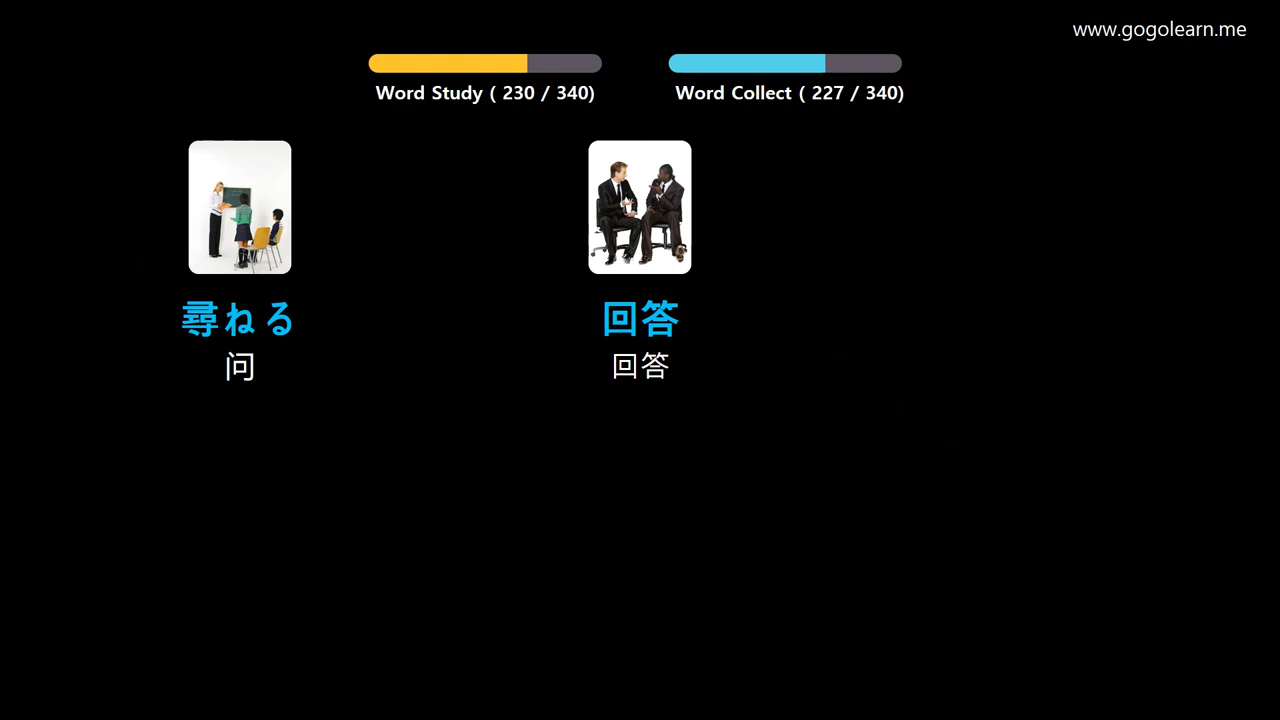 www.gogolearn.me
Word Study ( 230 / 340)
Word Collect ( 227 / 340)
尋ねる
问
回答
回答